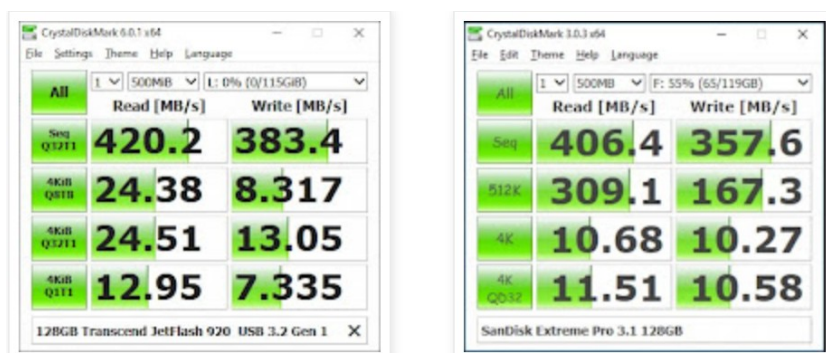 CrystalDiskMark 6.0.1 x64
File Settings Theme Help Language
All
1 500MiB L: 0% (0/115GiB)
Read [MB/s] Write [MB/s]
Seq Q32T1 420.2 383.4
4KiB Q8T8 24.38 8.317
4KiB Q32T1 24.51 13.05
4KiB Q1T1 12.95 7.335
128GB Transcend JetFlash 920 USB 3.2 Gen 1
CrystalDiskMark 3.0.3 x64
File Edit Theme Help Language
All
1 500MB F: 55% (65/119GB)
Read [MB/s] Write [MB/s]
Seq 406.4 357.6
512K 309.1 167.3
4K 10.68 10.27
4K QD32 11.51 10.58
SanDisk Extreme Pro 3.1 128GB